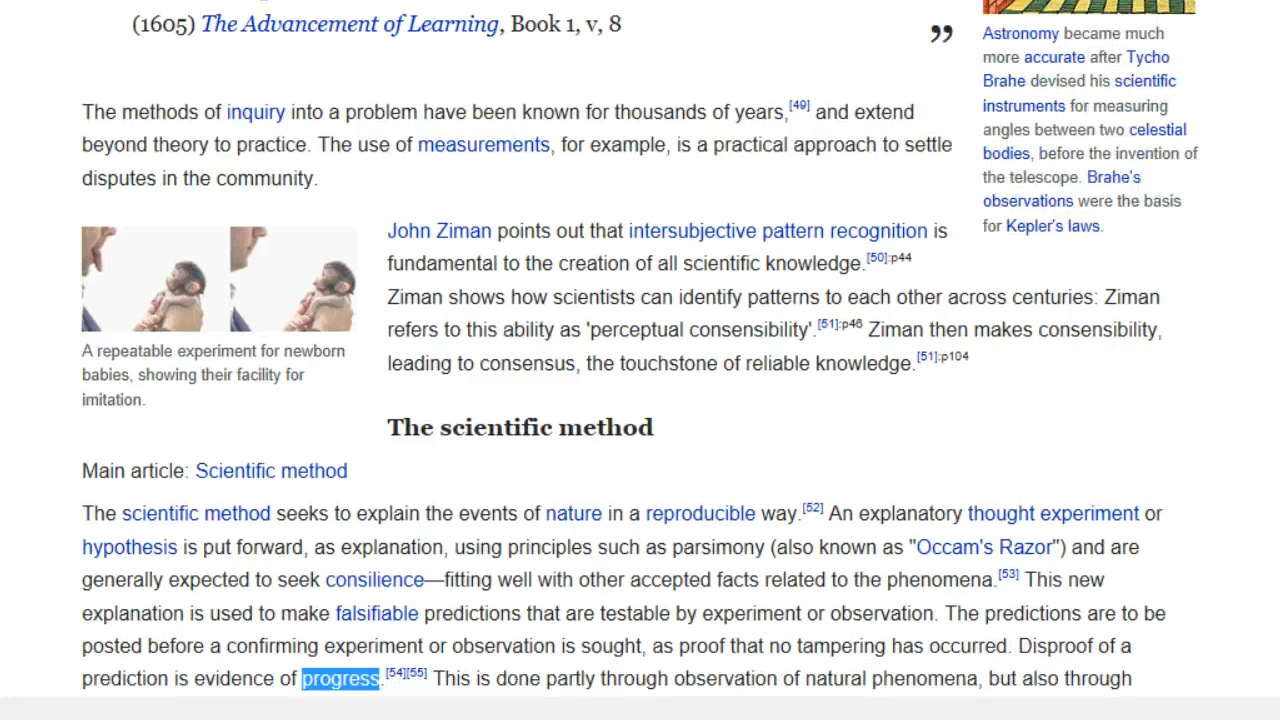 (1605) The Advancement of Learning, Book 1, v, 8
”
Astronomy became much
more accurate after Tycho
Brahe devised his scientific
instruments for measuring
angles between two celestial
bodies, before the invention of
the telescope. Brahe's
observations were the basis
for Kepler's laws.
The methods of inquiry into a problem have been known for thousands of years,[49] and extend
beyond theory to practice. The use of measurements, for example, is a practical approach to settle
disputes in the community.
John Ziman points out that intersubjective pattern recognition is
fundamental to the creation of all scientific knowledge.[50]:p44
Ziman shows how scientists can identify patterns to each other across centuries: Ziman
refers to this ability as 'perceptual consensibility'.[51]:p46 Ziman then makes consensibility,
leading to consensus, the touchstone of reliable knowledge.[51]:p104
A repeatable experiment for newborn
babies, showing their facility for
imitation.
The scientific method
Main article: Scientific method
The scientific method seeks to explain the events of nature in a reproducible way.[52] An explanatory thought experiment or
hypothesis is put forward, as explanation, using principles such as parsimony (also known as "Occam's Razor") and are
generally expected to seek consilience—fitting well with other accepted facts related to the phenomena.[53] This new
explanation is used to make falsifiable predictions that are testable by experiment or observation. The predictions are to be
posted before a confirming experiment or observation is sought, as proof that no tampering has occurred. Disproof of a
prediction is evidence of progress.[54][55] This is done partly through observation of natural phenomena, but also through